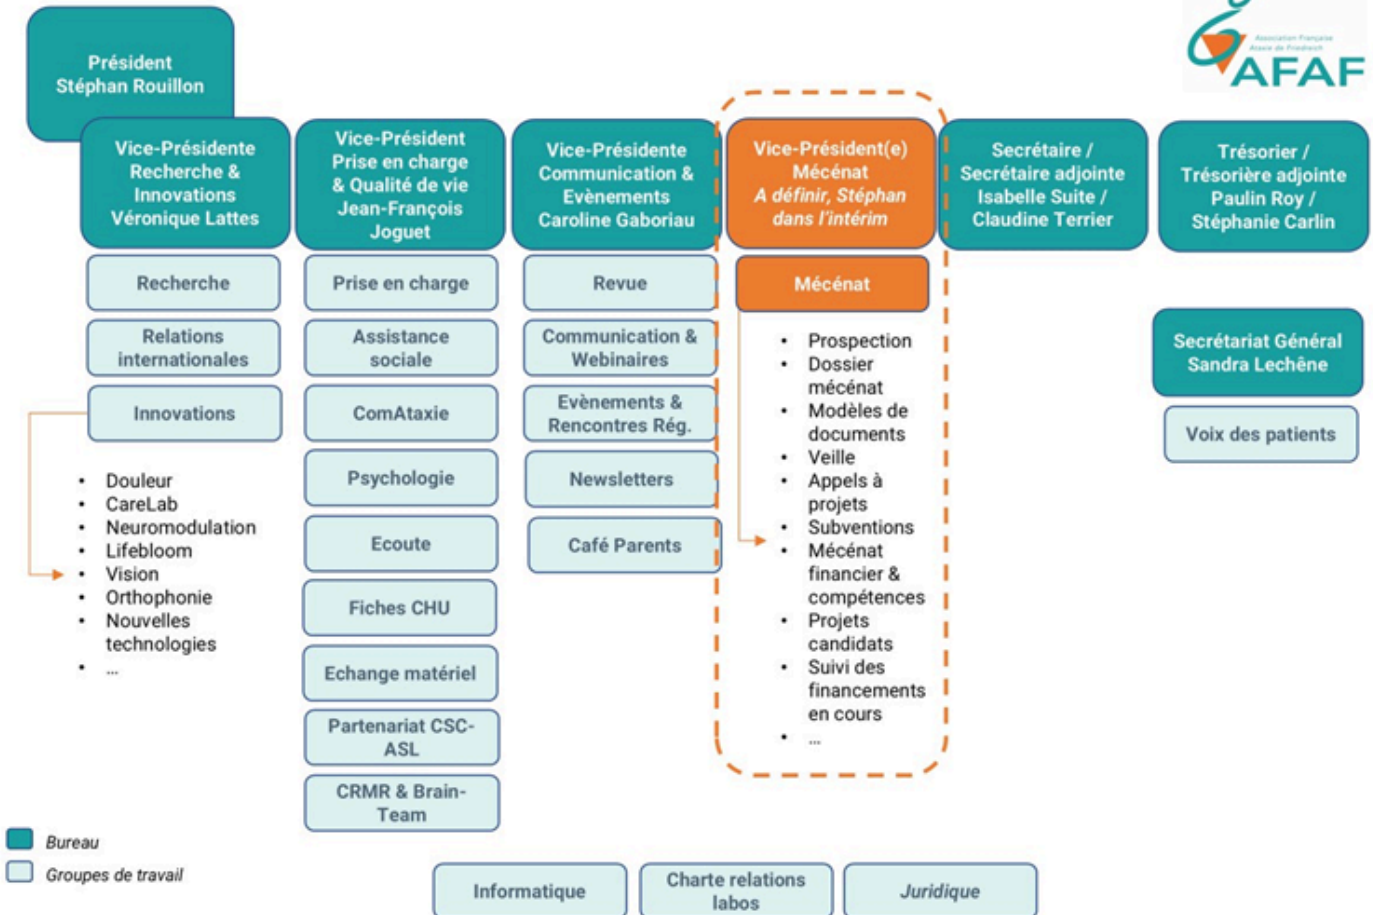 Président
Stéphan Rouillon
Association Française
Ataxie de Friedreich
AFAF
Vice-Présidente
Recherche &
Innovations
Véronique Lattes
Vice-Président
Prise en charge
& Qualité de vie
Jean-François
Joguet
Vice-Présidente
Communication &
Evènements
Caroline Gaboriau
Vice-Président(e)
Mécénat
A définir, Stéphan
dans l'intérim
Secrétaire /
Secrétaire adjointe
Isabelle Suite /
Claudine Terrier
Trésorier /
Trésorière adjointe
Paulin Roy /
Stéphanie Carlin
Recherche
Relations
internationales
Innovations
• Douleur
• CareLab
• Neuromodulation
• Lifebloom
• Vision
• Orthophonie
• Nouvelles
technologies
• ...
Prise en charge
Assistance
sociale
ComAtaxie
Psychologie
Ecoute
Fiches CHU
Echange matériel
Partenariat CSC-
ASL
CRMR & Brain-
Team
Revue
Communication &
Webinaires
Evènements &
Rencontres Rég.
Newsletters
Café Parents
Mécénat
• Prospection
• Dossier
mécénat
• Modèles de
documents
• Veille
• Appels à
projets
• Subventions
• Mécénat
financier &
compétences
• Projets
candidats
• Suivi des
financements
en cours
• ...
Secrétariat Général
Sandra Lechêne
Voix des patients
Bureau
Groupes de travail
Informatique
Charte relations
labos
Juridique